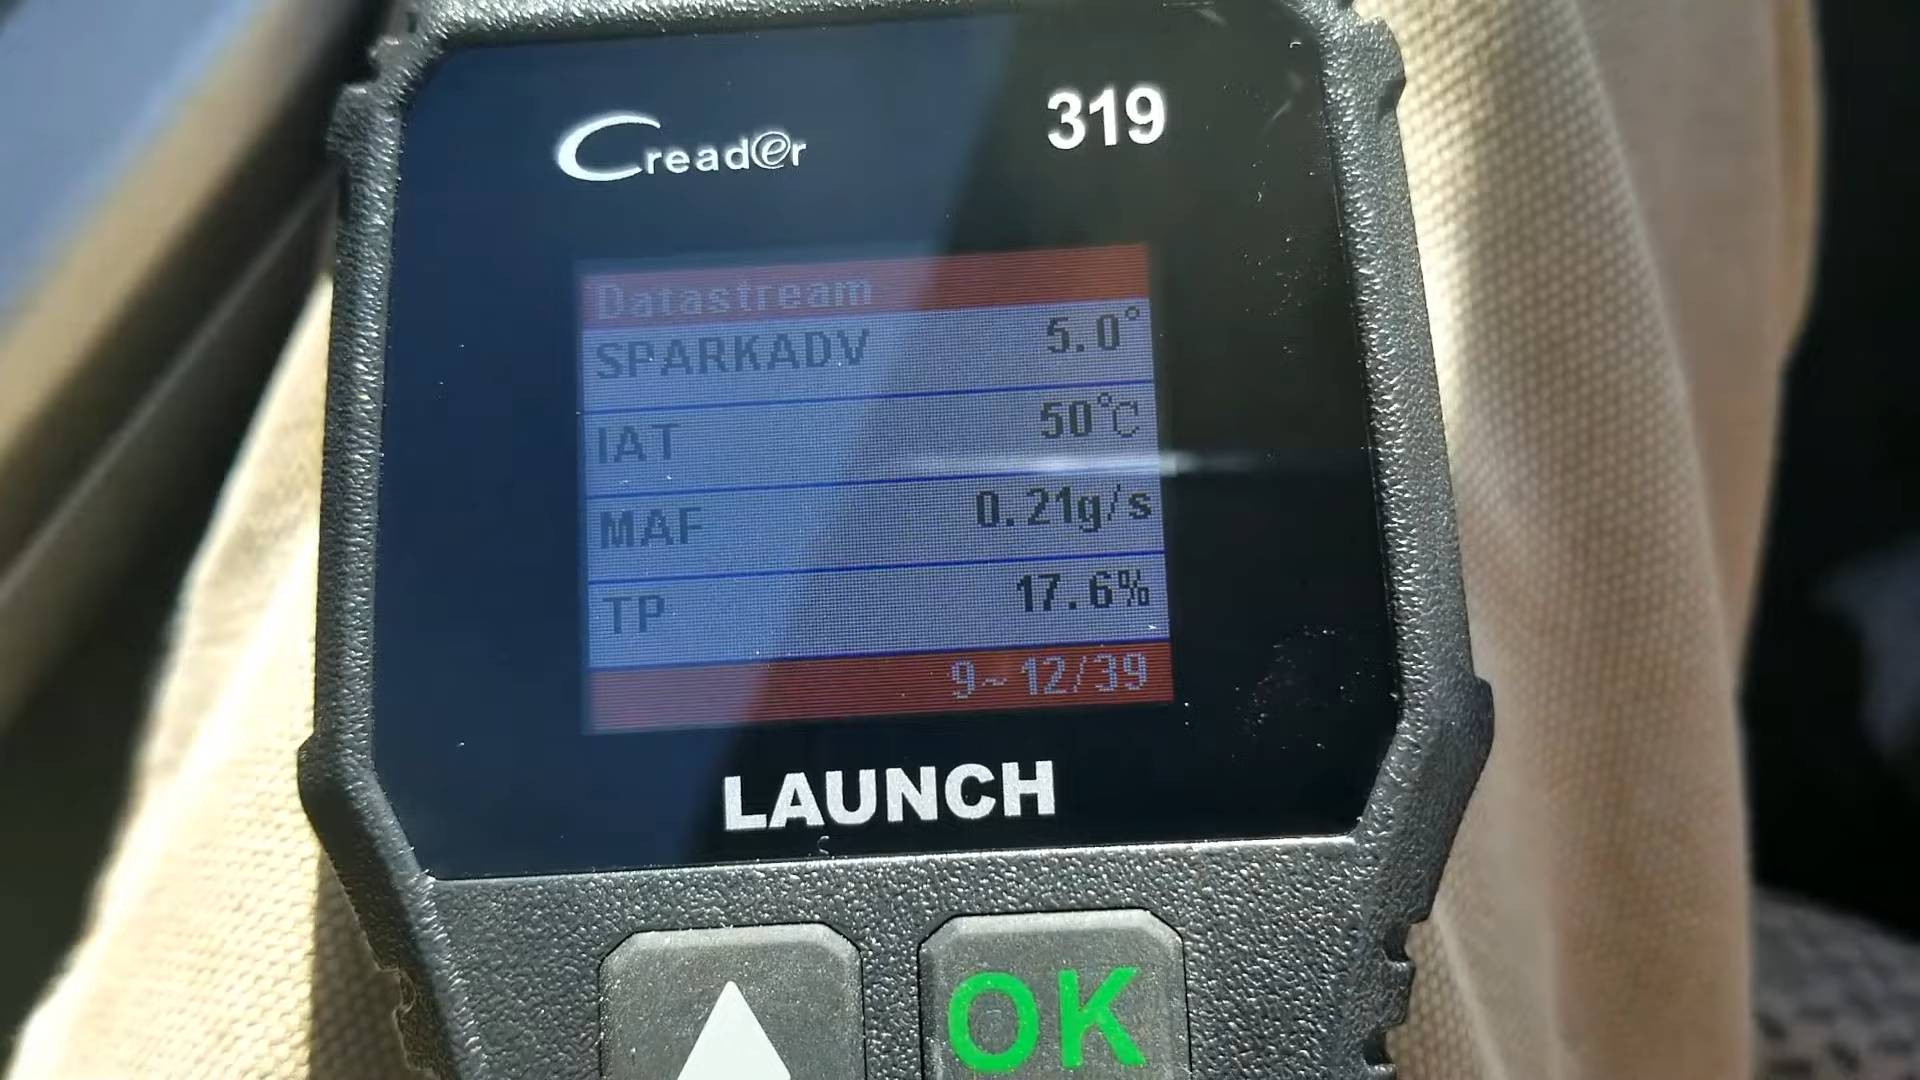 Creader 319
Datastream
SPARKADV 5.0°
IAT 50℃
MAF 0.21g/s
TP 17.6%
9~12/39
LAUNCH
OK